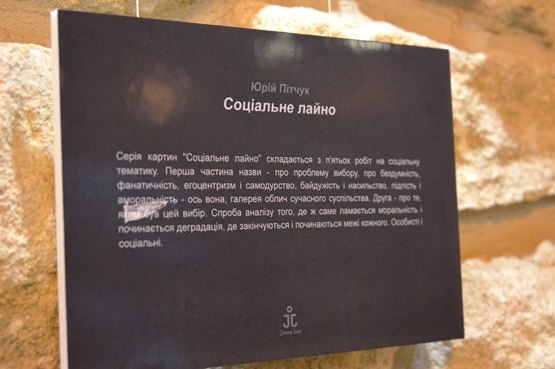 Юрій Пітчук
Соціальне лайно
Серія картин "Соціальне лайно" складається з п'ятьох робіт на соціальну
тематику. Перша частина назви - про проблему вибору, про бездумність,
фанатичність, егоцентризм і самодурство, байдужість і насильство, підлість і
аморальність - ось вона, галерея облич сучасного суспільства. Друга - про те,
яким був цей вибір. Спроба аналізу того, де ж саме ламається моральність і
починається деградація, де закінчуються і починаються межі кожного. Особисті і
соціальні.